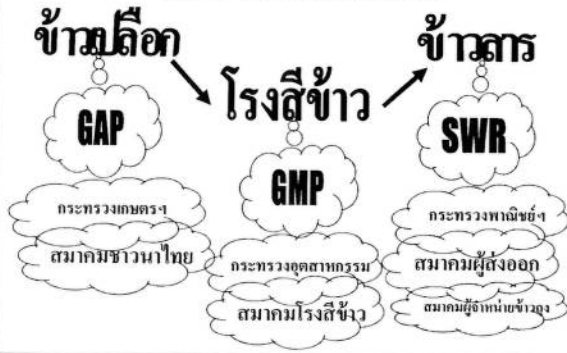 ข้าวเปลือก
โรงสีข้าว
ข้าวสาร
GAP
GMP
SWR
กระทรวงเกษตรฯ
สมาคมชาวนาไทย
กระทรวงอุตสาหกรรม
สมาคมโรงสีข้าว
กระทรวงพาณิชย์ฯ
สมาคมผู้ส่งออก
สมาคมผู้จำหน่ายข้าวถุง